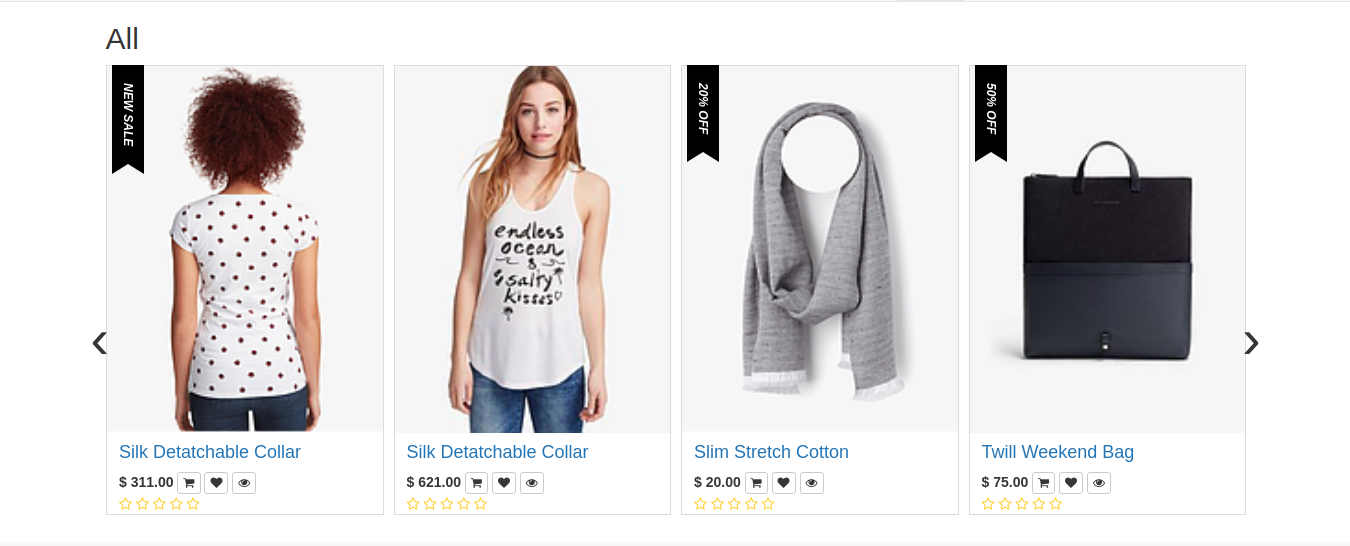 All
NEW SALE
endless
ocean
&
salty
kisses
20% OFF
50% OFF
Silk Detatchable Collar
$ 311.00
Silk Detatchable Collar
$ 621.00
Slim Stretch Cotton
$ 20.00
Twill Weekend Bag
$ 75.00